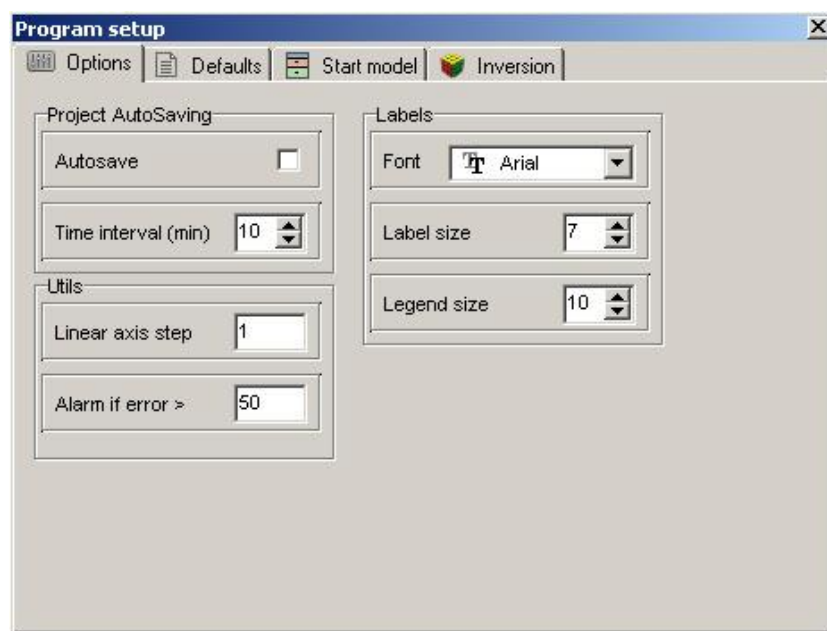 Program setup
Options Defaults Start model Inversion
Project AutoSaving
Autosave
Time interval (min) 10
Utils
Linear axis step 1
Alarm if error > 50
Labels
Font Arial
Label size 7
Legend size 10